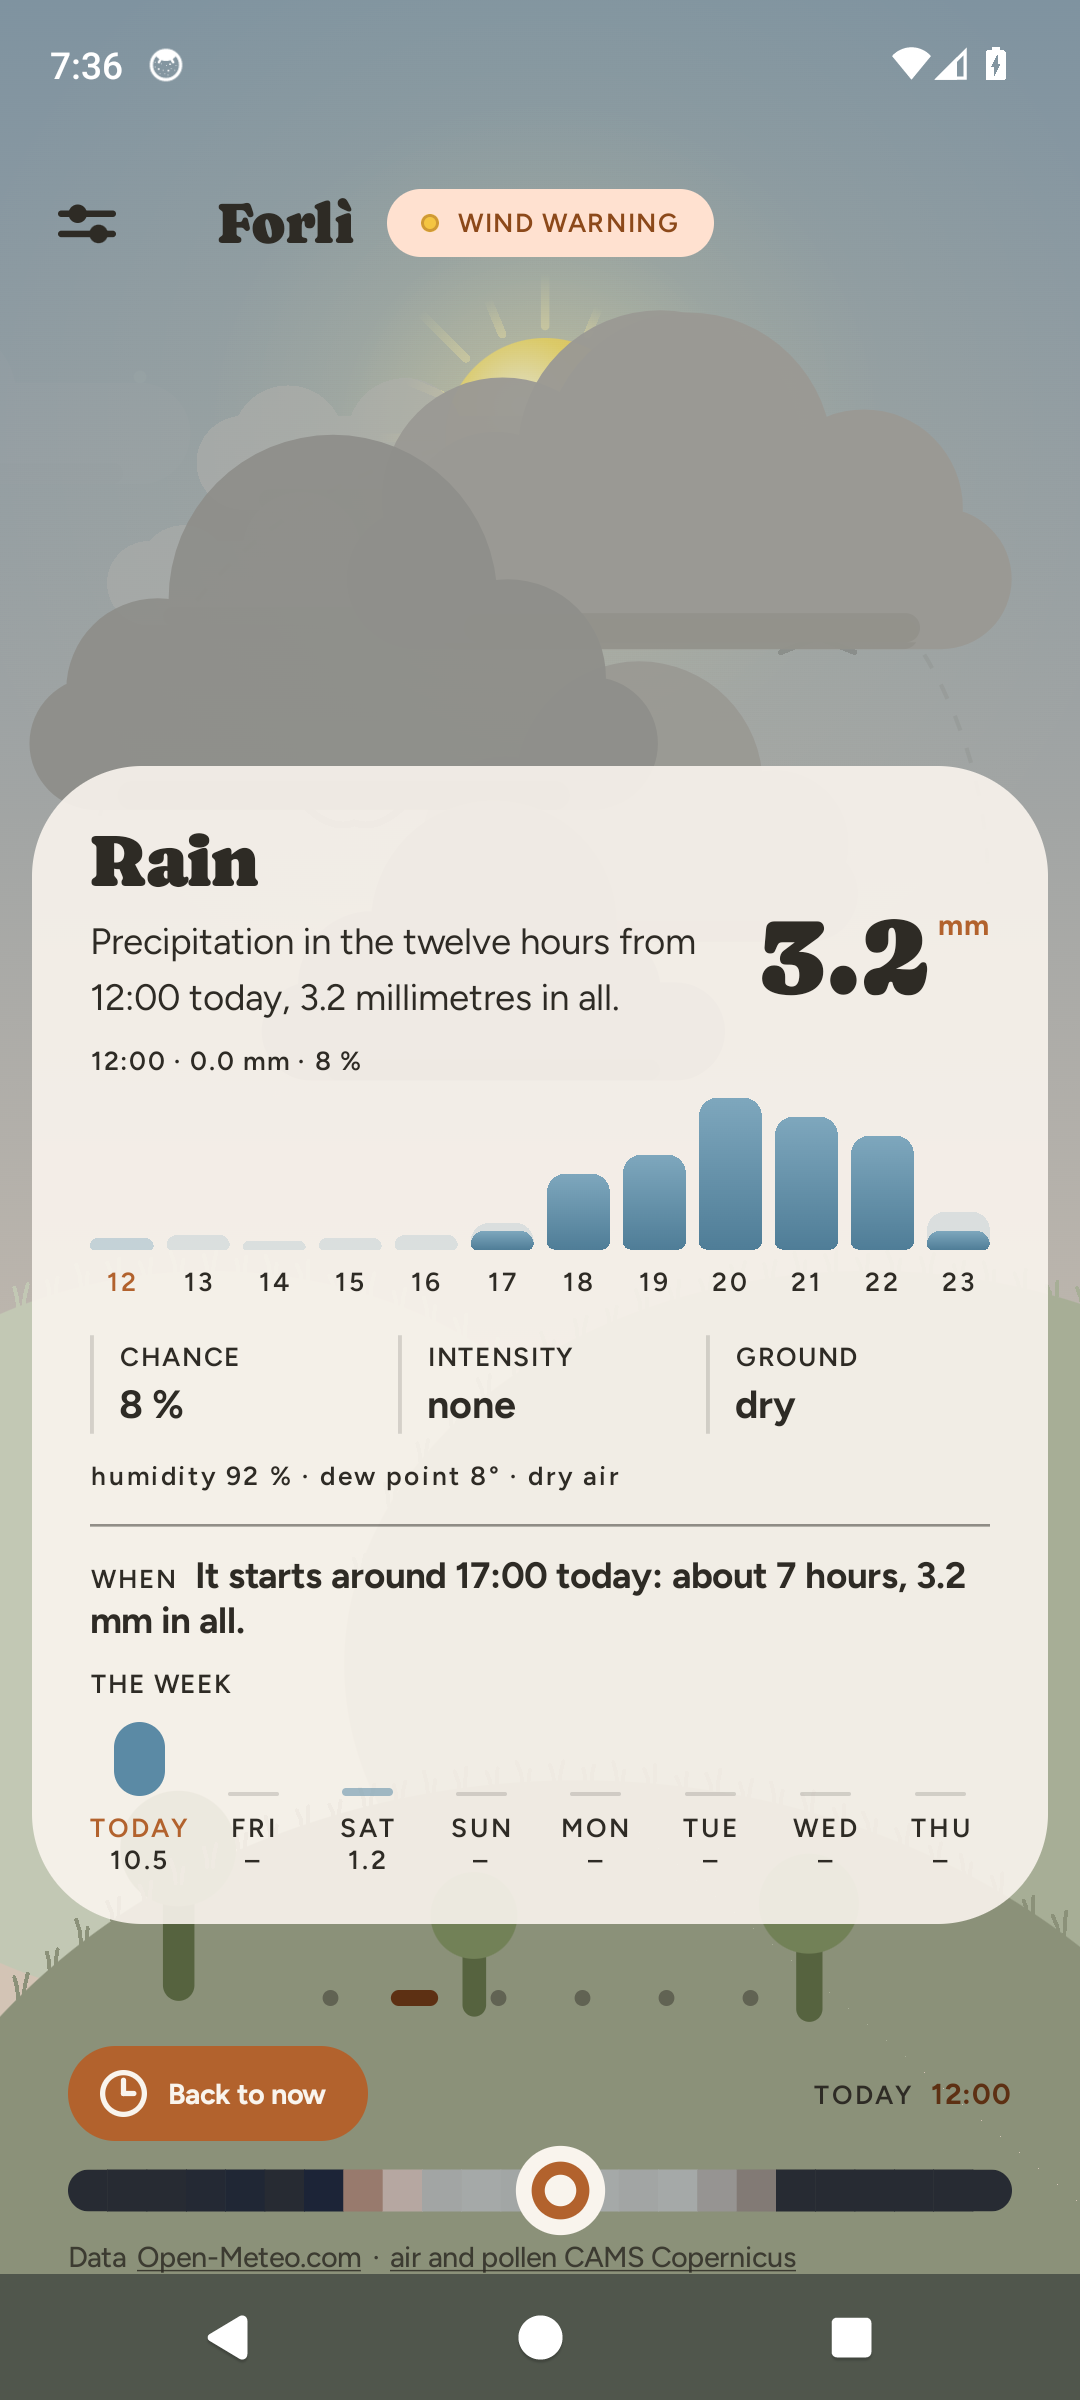 7:36
Forlì
WIND WARNING
Rain
Precipitation in the twelve hours from
12:00 today, 3.2 millimetres in all.
3.2 mm
12:00 · 0.0 mm · 8 %
12 13 14 15 16 17 18 19 20 21 22 23
CHANCE INTENSITY GROUND
8 % none dry
humidity 92 % · dew point 8° · dry air
WHEN It starts around 17:00 today: about 7 hours, 3.2
mm in all.
THE WEEK
TODAY FRI SAT SUN MON TUE WED THU
10.5 – 1.2 – – – – –
Back to now
TODAY 12:00
Data Open-Meteo.com · air and pollen CAMS Copernicus